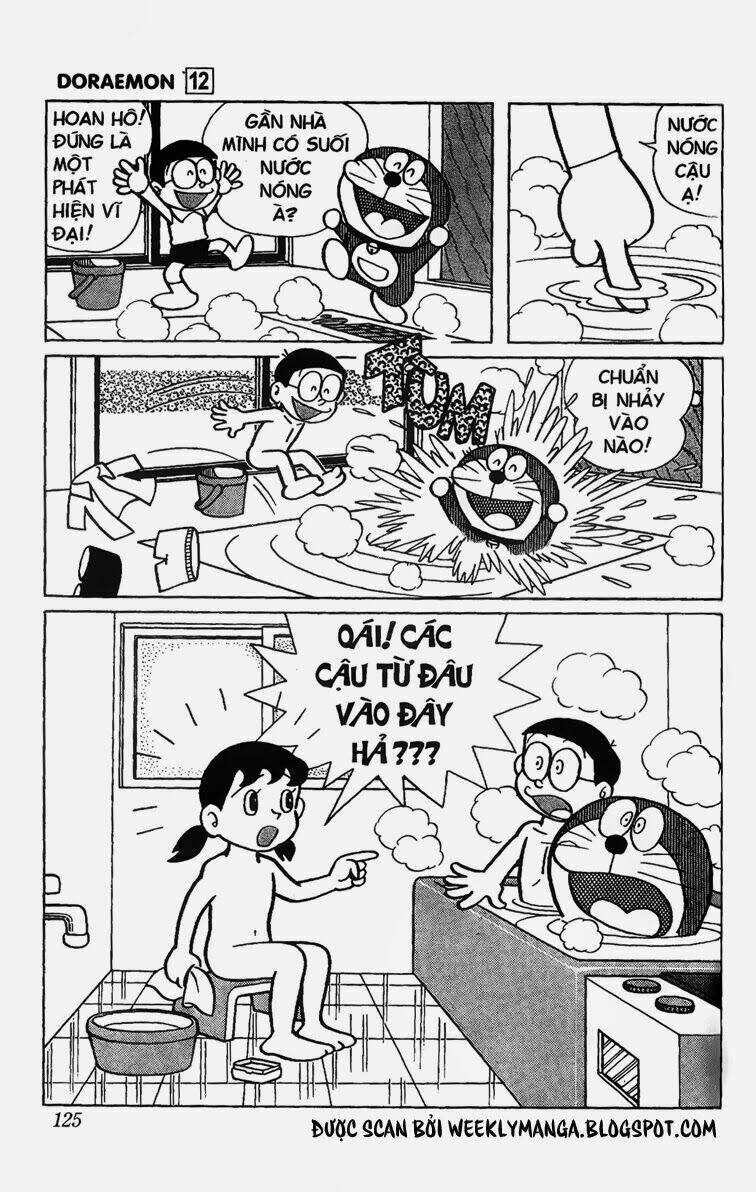 DORAEMON 12
HOAN HÔ!
ĐÚNG LÀ
MỘT
PHÁT
HIỆN VĨ
ĐẠI!
GẦN NHÀ
MÌNH CÓ SUỐI
NƯỚC
NÓNG
À?
NƯỚC
NÓNG
CẬU
Ạ!
TÙM
CHUẨN
BỊ NHẢY
VÀO
NÀO!
QÁI! CÁC
CẬU TỪ ĐÂU
VÀO ĐÂY
HẢ???
125
ĐƯỢC SCAN BỞI WEEKLYMANGA.BLOGSPOT.COM